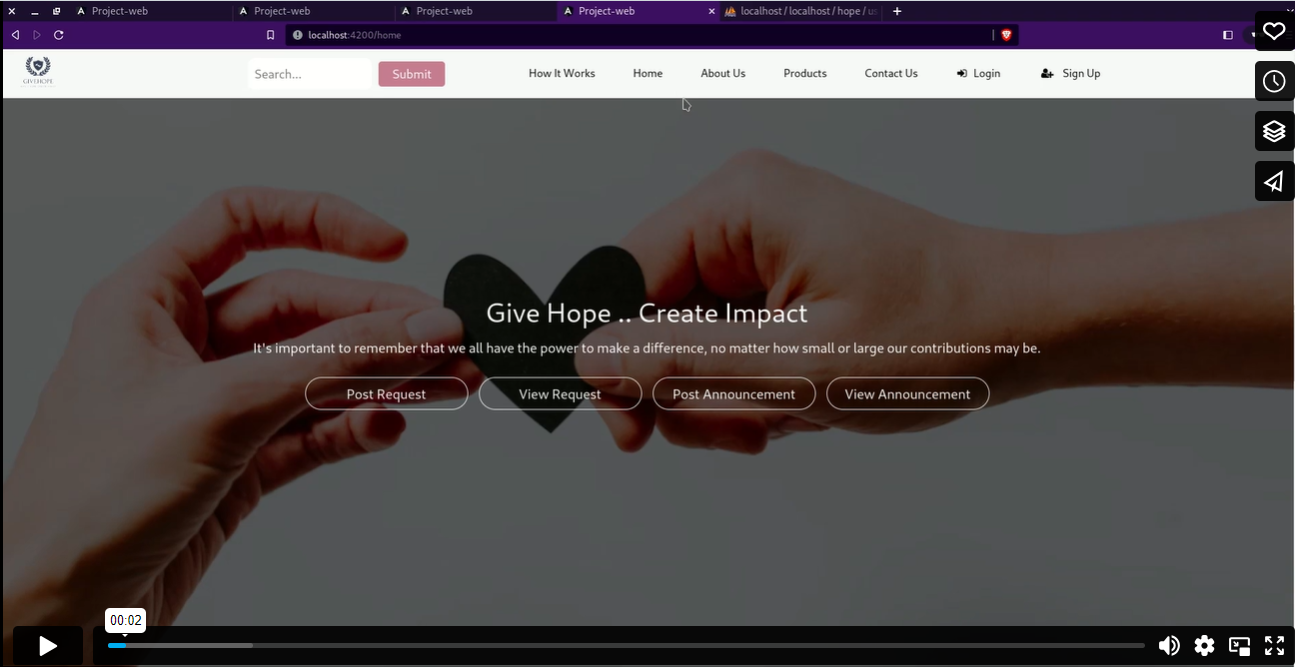 Project-web
Project-web
Project-web
Project-web
localhost / localhost / hope / us
localhost:4200/home
GIVEHOPE
Search...
Submit
How It Works
Home
About Us
Products
Contact Us
Login
Sign Up
Give Hope .. Create Impact
It's important to remember that we all have the power to make a difference, no matter how small or large our contributions may be.
Post Request
View Request
Post Announcement
View Announcement
00:02